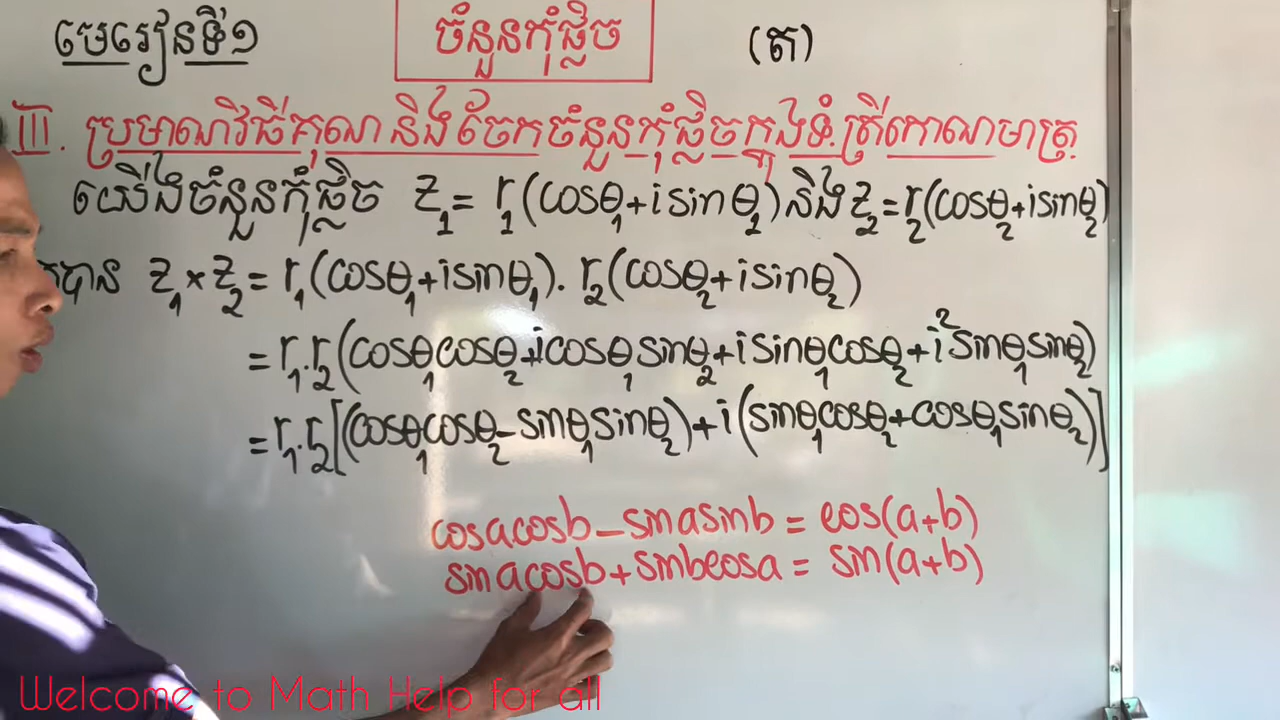 មេរៀនទី១ ចំនួនកុំផ្លិច (ត)
III. ប្រមាណវិធីគុណ និង ចែកចំនួនកុំផ្លិចក្នុងទំរង់ត្រីកោណមាត្រ
យើងចំនួនកុំផ្លិច z₁ = r₁(cosθ₁+i sinθ₁) និង z₂=r₂(cosθ₂+isinθ₂)
បាន z₁×z₂ = r₁(cosθ₁+isinθ₁). r₂(cosθ₂+isinθ₂)
= r₁.r₂(cosθ₁cosθ₂+icosθ₁sinθ₂+isinθ₁cosθ₂+i²sinθ₁sinθ₂)
= r₁.r₂[(cosθ₁cosθ₂-sinθ₁sinθ₂)+i(sinθ₁cosθ₂+cosθ₁sinθ₂)]
cosacosb-sinasinb = cos(a+b)
sinacosb+sinbcosa = sin(a+b)
Welcome to Math Help for all